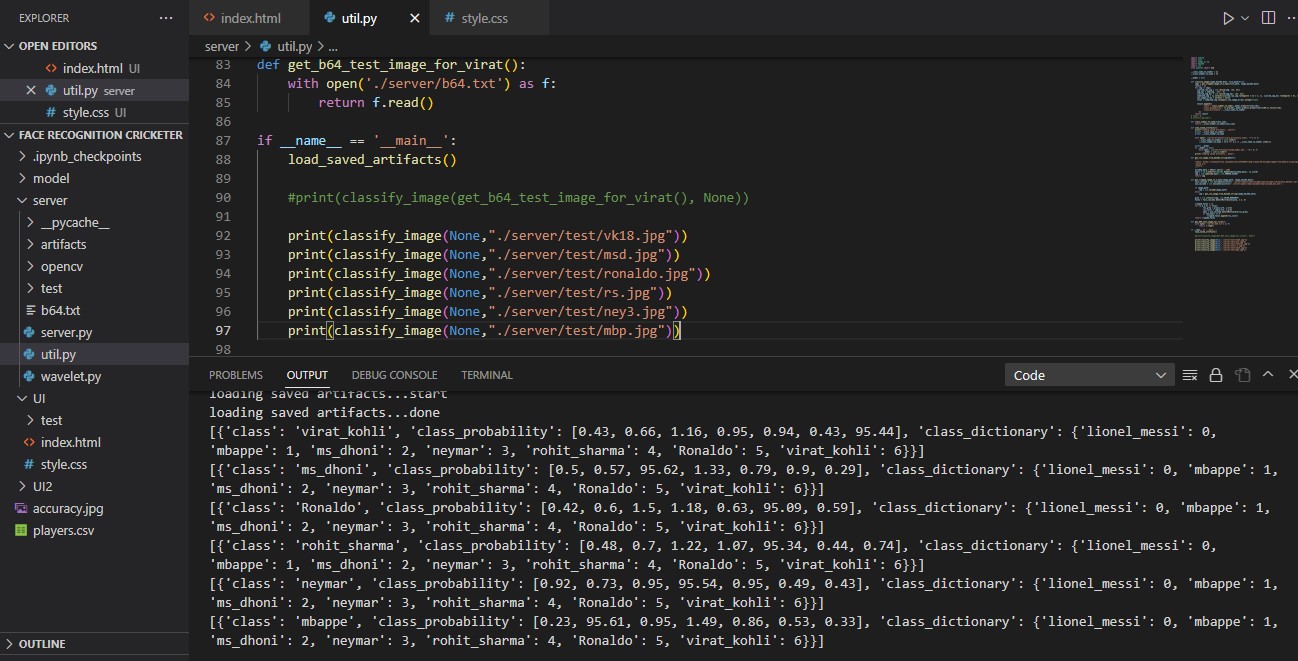 EXPLORER
···
index.html
util.py
style.css
OPEN EDITORS
index.html UI
util.py server
style.css UI
FACE RECOGNITION CRICKETER
.ipynb_checkpoints
model
server
__pycache__
artifacts
opencv
test
b64.txt
server.py
util.py
wavelet.py
UI
test
index.html
style.css
UI2
accuracy.jpg
players.csv
OUTLINE
server > util.py > ...
83 def get_b64_test_image_for_virat():
84 with open('./server/b64.txt') as f:
85 return f.read()
86
87 if __name__ == '__main__':
88 load_saved_artifacts()
89
90 #print(classify_image(get_b64_test_image_for_virat(), None))
91
92 print(classify_image(None,"./server/test/vk18.jpg"))
93 print(classify_image(None,"./server/test/msd.jpg"))
94 print(classify_image(None,"./server/test/ronaldo.jpg"))
95 print(classify_image(None,"./server/test/rs.jpg"))
96 print(classify_image(None,"./server/test/ney3.jpg"))
97 print(classify_image(None,"./server/test/mbp.jpg"))
98
PROBLEMS OUTPUT DEBUG CONSOLE TERMINAL
Code
loading saved artifacts...start
loading saved artifacts...done
[{'class': 'virat_kohli', 'class_probability': [0.43, 0.66, 1.16, 0.95, 0.94, 0.43, 95.44], 'class_dictionary': {'lionel_messi': 0,
'mbappe': 1, 'ms_dhoni': 2, 'neymar': 3, 'rohit_sharma': 4, 'Ronaldo': 5, 'virat_kohli': 6}}]
[{'class': 'ms_dhoni', 'class_probability': [0.5, 0.57, 95.62, 1.33, 0.79, 0.9, 0.29], 'class_dictionary': {'lionel_messi': 0, 'mbappe': 1,
'ms_dhoni': 2, 'neymar': 3, 'rohit_sharma': 4, 'Ronaldo': 5, 'virat_kohli': 6}}]
[{'class': 'Ronaldo', 'class_probability': [0.42, 0.6, 1.5, 1.18, 0.63, 95.09, 0.59], 'class_dictionary': {'lionel_messi': 0, 'mbappe': 1,
'ms_dhoni': 2, 'neymar': 3, 'rohit_sharma': 4, 'Ronaldo': 5, 'virat_kohli': 6}}]
[{'class': 'rohit_sharma', 'class_probability': [0.48, 0.7, 1.22, 1.07, 95.34, 0.44, 0.74], 'class_dictionary': {'lionel_messi': 0,
'mbappe': 1, 'ms_dhoni': 2, 'neymar': 3, 'rohit_sharma': 4, 'Ronaldo': 5, 'virat_kohli': 6}}]
[{'class': 'neymar', 'class_probability': [0.92, 0.73, 0.95, 95.54, 0.95, 0.49, 0.43], 'class_dictionary': {'lionel_messi': 0, 'mbappe': 1,
'ms_dhoni': 2, 'neymar': 3, 'rohit_sharma': 4, 'Ronaldo': 5, 'virat_kohli': 6}}]
[{'class': 'mbappe', 'class_probability': [0.23, 95.61, 0.95, 1.49, 0.86, 0.53, 0.33], 'class_dictionary': {'lionel_messi': 0, 'mbappe': 1,
'ms_dhoni': 2, 'neymar': 3, 'rohit_sharma': 4, 'Ronaldo': 5, 'virat_kohli': 6}}]